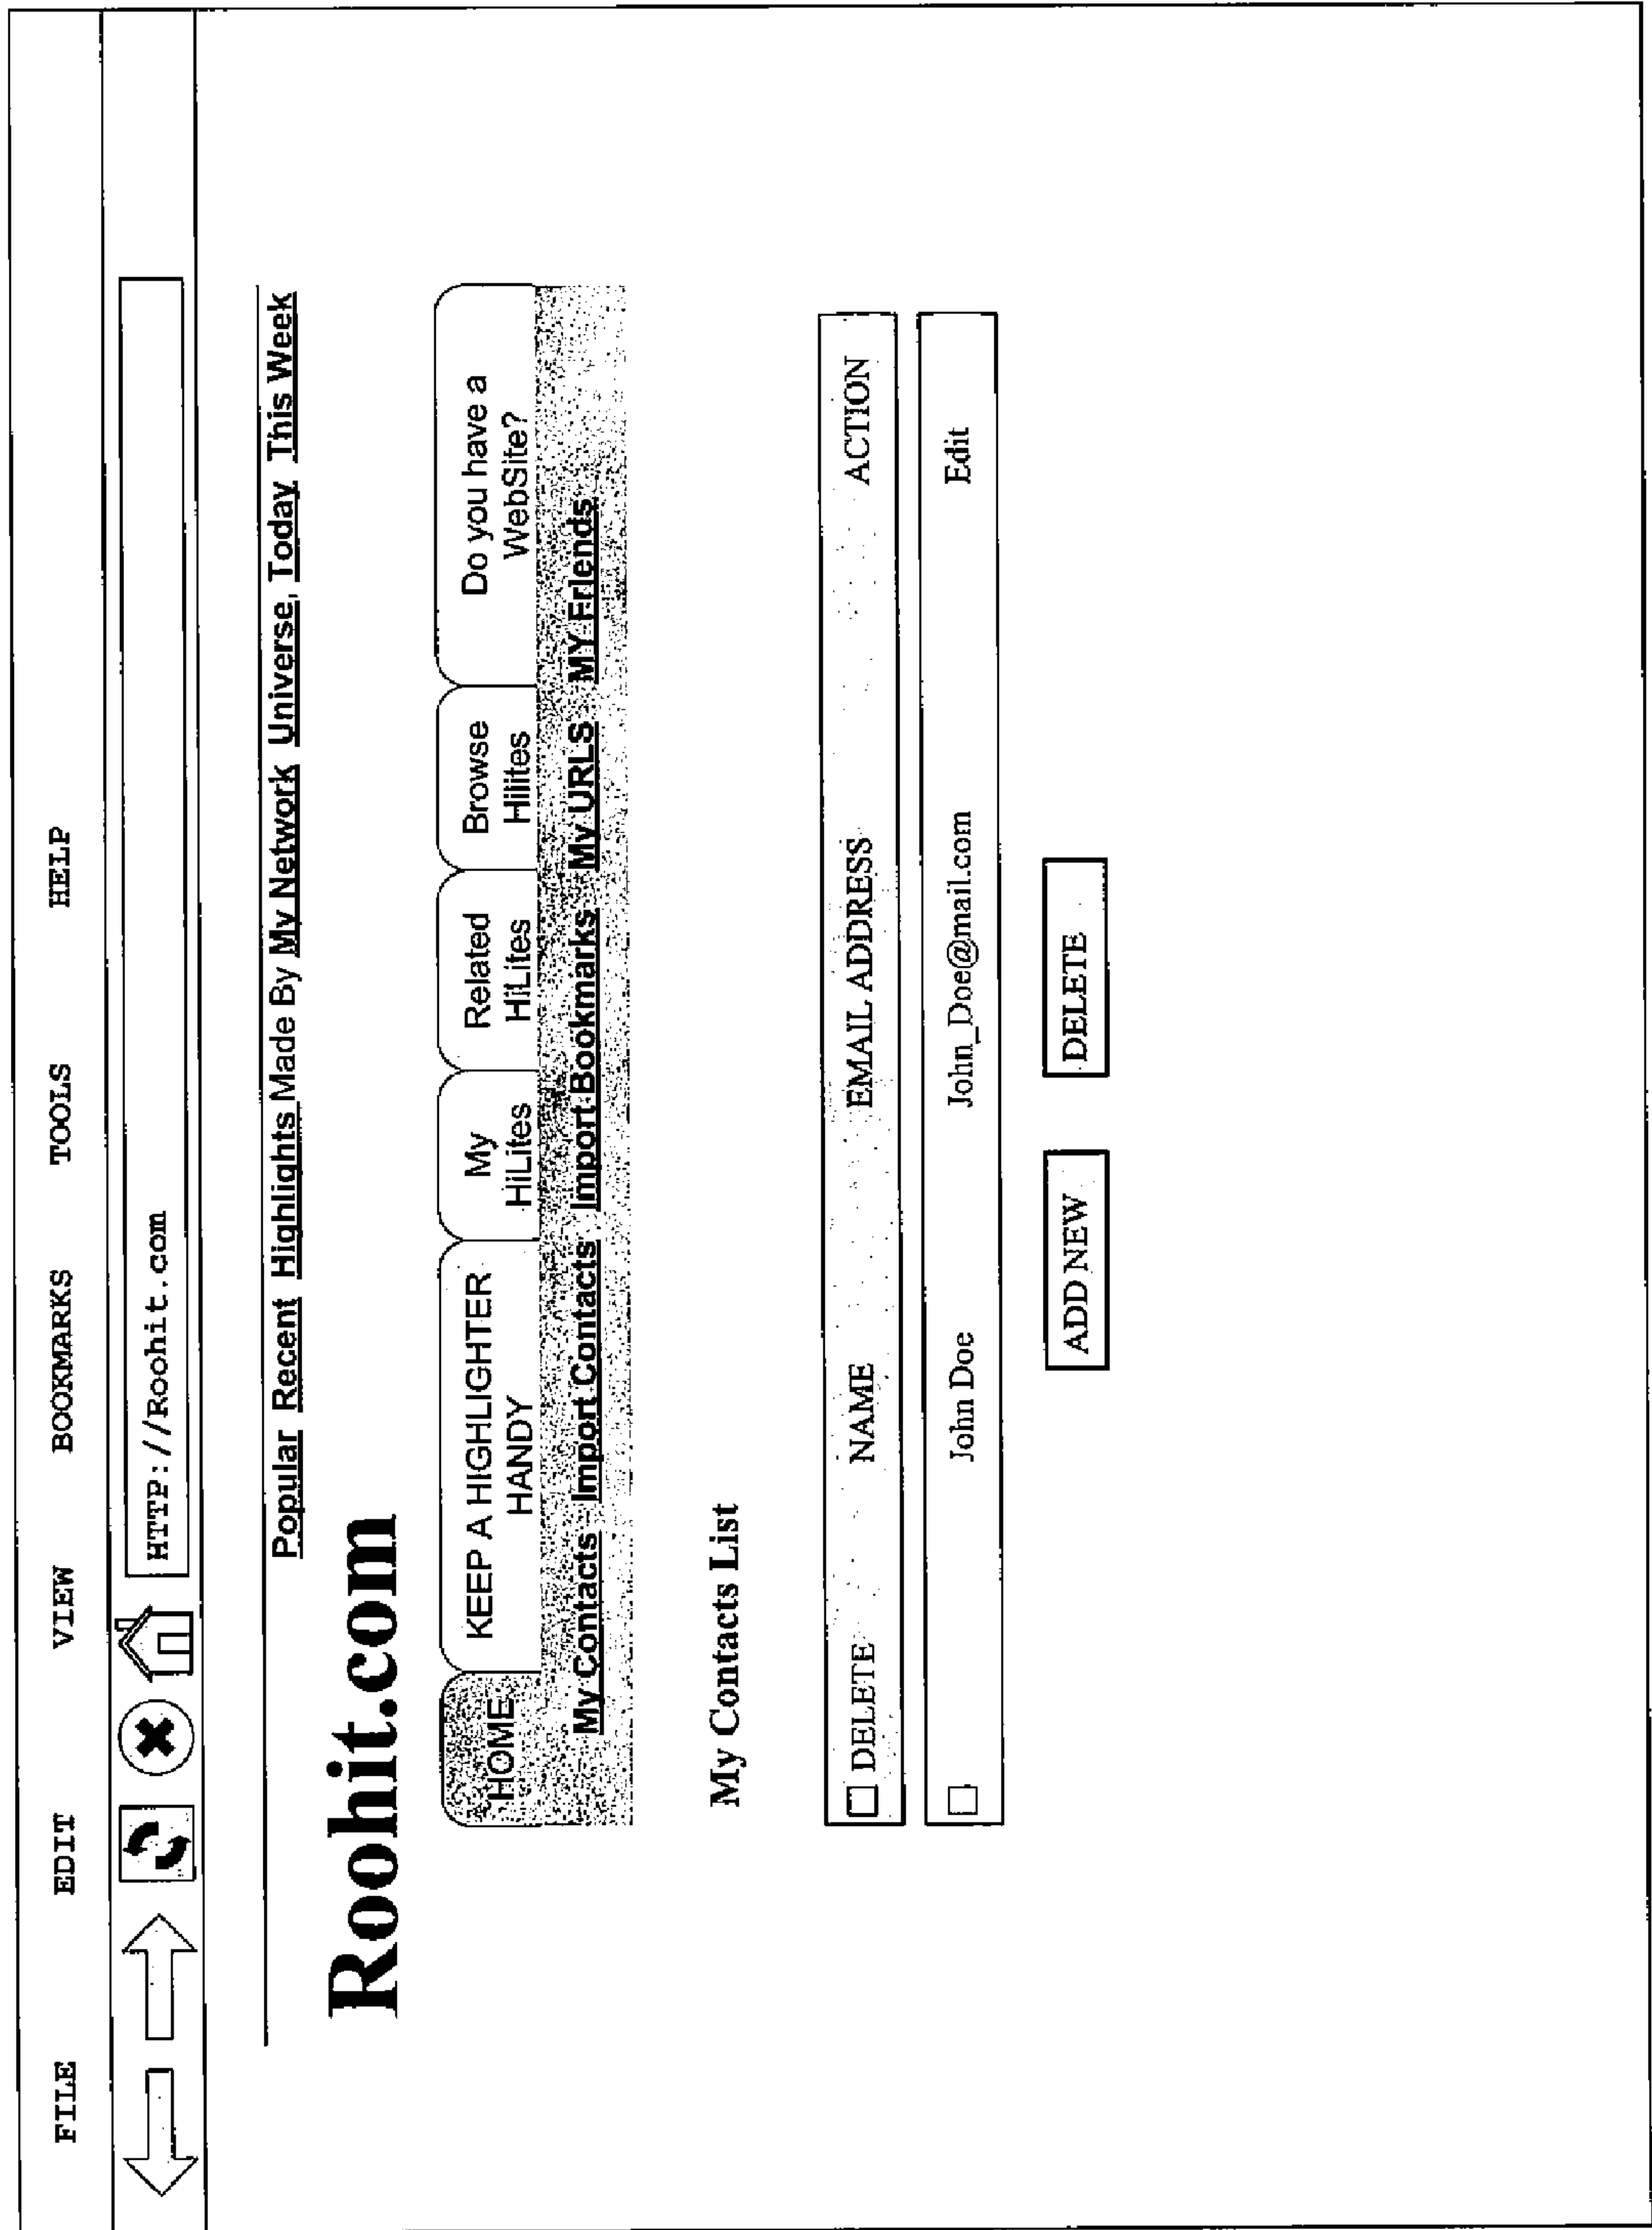 FILE EDIT VIEW BOOKMARKS TOOLS HELP
HTTP://Roohit.com
Popular Recent Highlights Made By My Network Universe, Today This Week
Roohit.com
HOME
KEEP A HIGHLIGHTER
HANDY
My
HiLites
Related
HiLites
Browse
Hilites
Do you have a
WebSite?
My Contacts Import Contacts Import Bookmarks My URLS MY Friends
My Contacts List
DELETE NAME EMAIL ADDRESS ACTION
John Doe John_Doe@mail.com Edit
ADD NEW DELETE